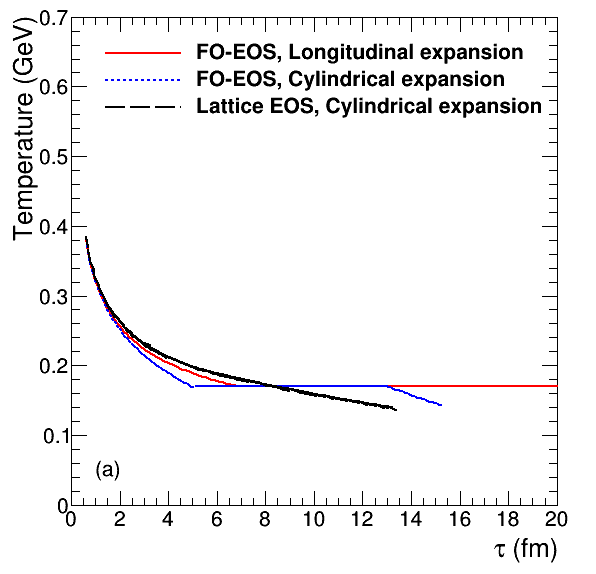 Temperature (GeV)
0.7
0.6
0.5
0.4
0.3
0.2
0.1
0
FO-EOS, Longitudinal expansion
FO-EOS, Cylindrical expansion
Lattice EOS, Cylindrical expansion
(a)
0 2 4 6 8 10 12 14 16 18 20
τ (fm)